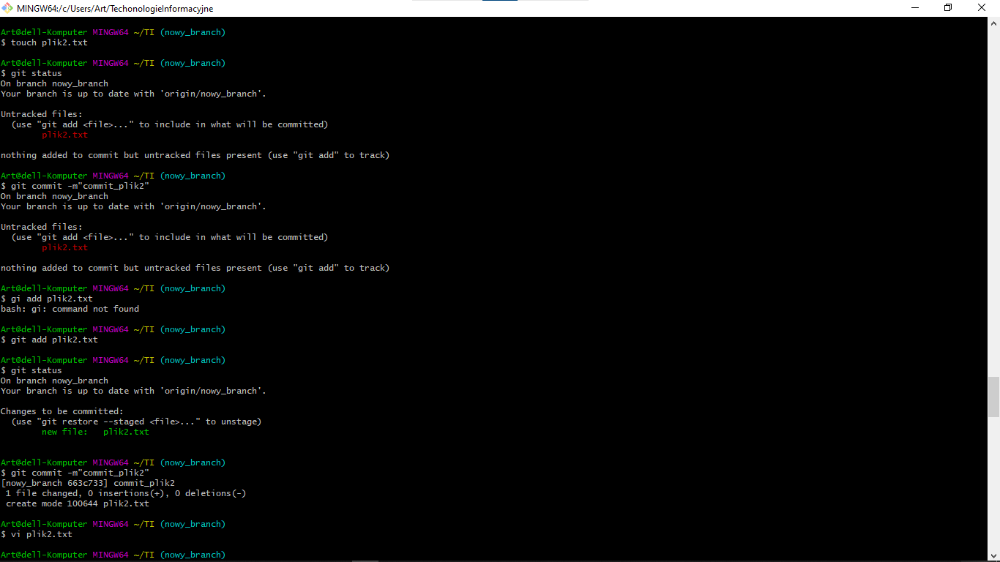 MINGW64:/c/Users/Art/TechonologieInformacyjne
Art@dell-Komputer MINGW64 ~/TI (nowy_branch)
$ touch plik2.txt
Art@dell-Komputer MINGW64 ~/TI (nowy_branch)
$ git status
On branch nowy_branch
Your branch is up to date with 'origin/nowy_branch'.
Untracked files:
  (use "git add <file>..." to include in what will be committed)
        plik2.txt
nothing added to commit but untracked files present (use "git add" to track)
Art@dell-Komputer MINGW64 ~/TI (nowy_branch)
$ git commit -m"commit_plik2"
On branch nowy_branch
Your branch is up to date with 'origin/nowy_branch'.
Untracked files:
  (use "git add <file>..." to include in what will be committed)
        plik2.txt
nothing added to commit but untracked files present (use "git add" to track)
Art@dell-Komputer MINGW64 ~/TI (nowy_branch)
$ gi add plik2.txt
bash: gi: command not found
Art@dell-Komputer MINGW64 ~/TI (nowy_branch)
$ git add plik2.txt
Art@dell-Komputer MINGW64 ~/TI (nowy_branch)
$ git status
On branch nowy_branch
Your branch is up to date with 'origin/nowy_branch'.
Changes to be committed:
  (use "git restore --staged <file>..." to unstage)
        new file:   plik2.txt
Art@dell-Komputer MINGW64 ~/TI (nowy_branch)
$ git commit -m"commit_plik2"
[nowy_branch 663c733] commit_plik2
 1 file changed, 0 insertions(+), 0 deletions(-)
 create mode 100644 plik2.txt
Art@dell-Komputer MINGW64 ~/TI (nowy_branch)
$ vi plik2.txt
Art@dell-Komputer MINGW64 ~/TI (nowy_branch)